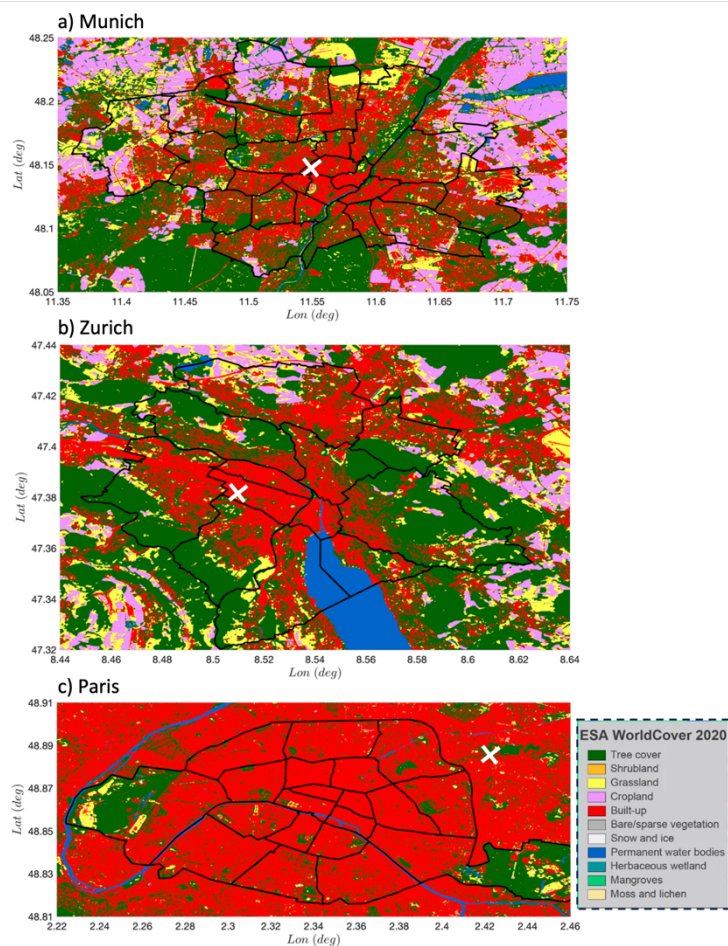 a) Munich
48.25
48.2
48.15
48.1
48.05
Lat (deg)
11.35 11.4 11.45 11.5 11.55 11.6 11.65 11.7 11.75
Lon (deg)
b) Zurich
47.44
47.42
47.4
47.38
47.36
47.34
47.32
Lat (deg)
8.44 8.46 8.48 8.5 8.52 8.54 8.56 8.58 8.6 8.62 8.64
Lon (deg)
c) Paris
48.91
48.89
48.87
48.85
48.83
48.81
Lat (deg)
2.22 2.24 2.26 2.28 2.3 2.32 2.34 2.36 2.38 2.4 2.42 2.44 2.46
Lon (deg)
ESA WorldCover 2020
Tree cover
Shrubland
Grassland
Cropland
Built-up
Bare/sparse vegetation
Snow and ice
Permanent water bodies
Herbaceous wetland
Mangroves
Moss and lichen